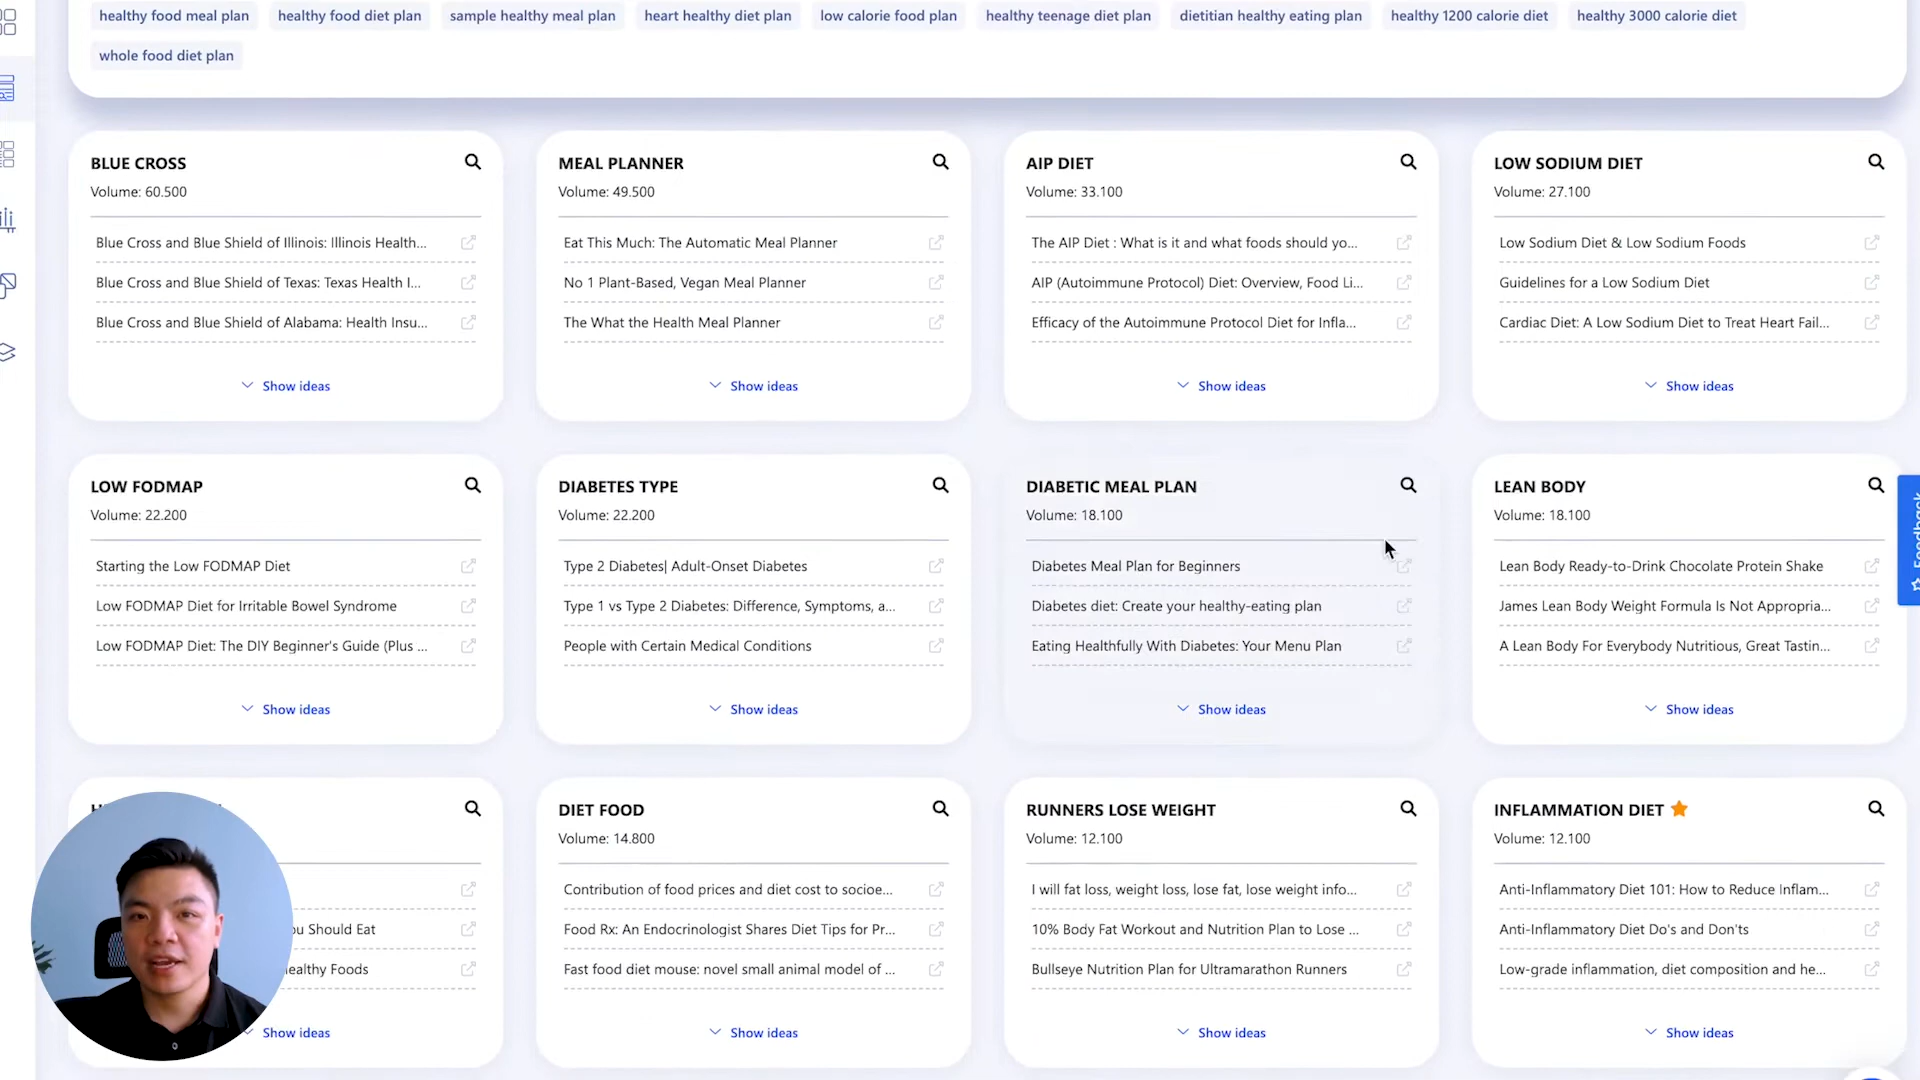 healthy food meal plan
healthy food diet plan
sample healthy meal plan
heart healthy diet plan
low calorie food plan
healthy teenage diet plan
dietitian healthy eating plan
healthy 1200 calorie diet
healthy 3000 calorie diet
whole food diet plan
BLUE CROSS
Volume: 60.500
Blue Cross and Blue Shield of Illinois: Illinois Health...
Blue Cross and Blue Shield of Texas: Texas Health I...
Blue Cross and Blue Shield of Alabama: Health Insu...
Show ideas
MEAL PLANNER
Volume: 49.500
Eat This Much: The Automatic Meal Planner
No 1 Plant-Based, Vegan Meal Planner
The What the Health Meal Planner
Show ideas
AIP DIET
Volume: 33.100
The AIP Diet : What is it and what foods should yo...
AIP (Autoimmune Protocol) Diet: Overview, Food Li...
Efficacy of the Autoimmune Protocol Diet for Infla...
Show ideas
LOW SODIUM DIET
Volume: 27.100
Low Sodium Diet & Low Sodium Foods
Guidelines for a Low Sodium Diet
Cardiac Diet: A Low Sodium Diet to Treat Heart Fail...
Show ideas
LOW FODMAP
Volume: 22.200
Starting the Low FODMAP Diet
Low FODMAP Diet for Irritable Bowel Syndrome
Low FODMAP Diet: The DIY Beginner's Guide (Plus ...
Show ideas
DIABETES TYPE
Volume: 22.200
Type 2 Diabetes| Adult-Onset Diabetes
Type 1 vs Type 2 Diabetes: Difference, Symptoms, a...
People with Certain Medical Conditions
Show ideas
DIABETIC MEAL PLAN
Volume: 18.100
Diabetes Meal Plan for Beginners
Diabetes diet: Create your healthy-eating plan
Eating Healthfully With Diabetes: Your Menu Plan
Show ideas
LEAN BODY
Volume: 18.100
Lean Body Ready-to-Drink Chocolate Protein Shake
James Lean Body Weight Formula Is Not Appropria...
A Lean Body For Everybody Nutritious, Great Tastin...
Show ideas
Feedback
ou Should Eat
ealthy Foods
Show ideas
DIET FOOD
Volume: 14.800
Contribution of food prices and diet cost to socioe...
Food Rx: An Endocrinologist Shares Diet Tips for Pr...
Fast food diet mouse: novel small animal model of ...
Show ideas
RUNNERS LOSE WEIGHT
Volume: 12.100
I will fat loss, weight loss, lose fat, lose weight info...
10% Body Fat Workout and Nutrition Plan to Lose ...
Bullseye Nutrition Plan for Ultramarathon Runners
Show ideas
INFLAMMATION DIET
Volume: 12.100
Anti-Inflammatory Diet 101: How to Reduce Inflam...
Anti-Inflammatory Diet Do's and Don'ts
Low-grade inflammation, diet composition and he...
Show ideas